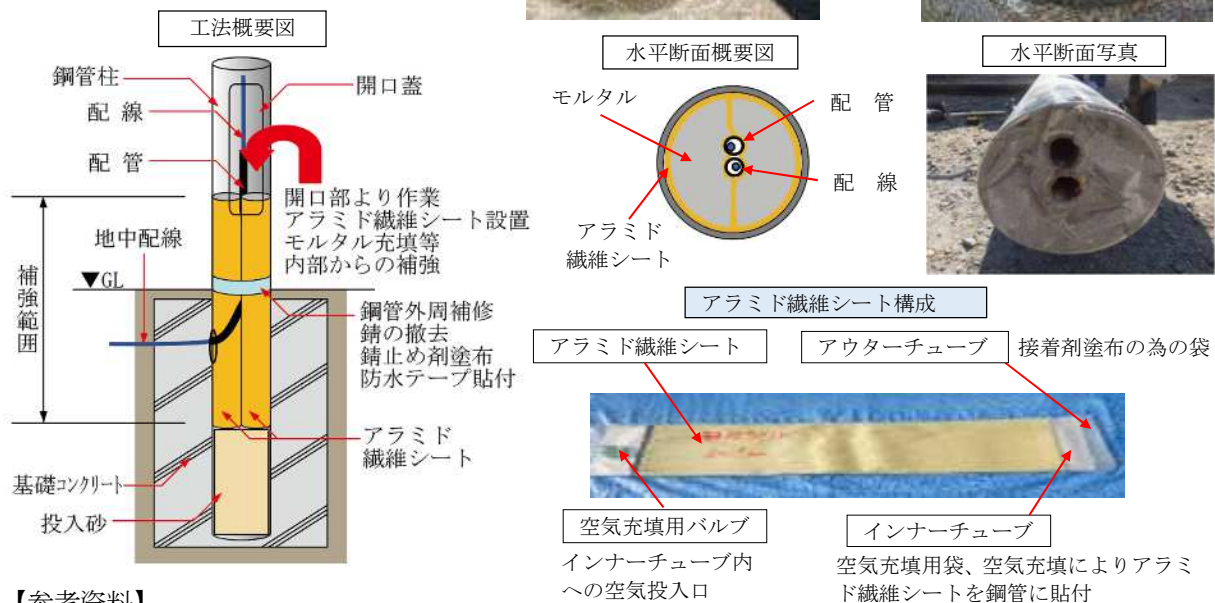 工法概要図
鋼管柱
配 線
配 管
開口蓋
開口部より作業
アラミド繊維シート設置
モルタル充填等
内部からの補強
地中配線
▼GL
補強範囲
鋼管外周補修
錆の撤去
錆止め剤塗布
防水テープ貼付
アラミド
繊維シート
基礎コンクリート
投入砂
【参考資料】
水平断面概要図
モルタル
配 管
配 線
アラミド
繊維シート
水平断面写真
アラミド繊維シート構成
アラミド繊維シート
アウターチューブ
接着剤塗布の為の袋
空気充填用バルブ
インナーチューブ内
への空気投入口
インナーチューブ
空気充填用袋、空気充填によりアラミ
ド繊維シートを鋼管に貼付